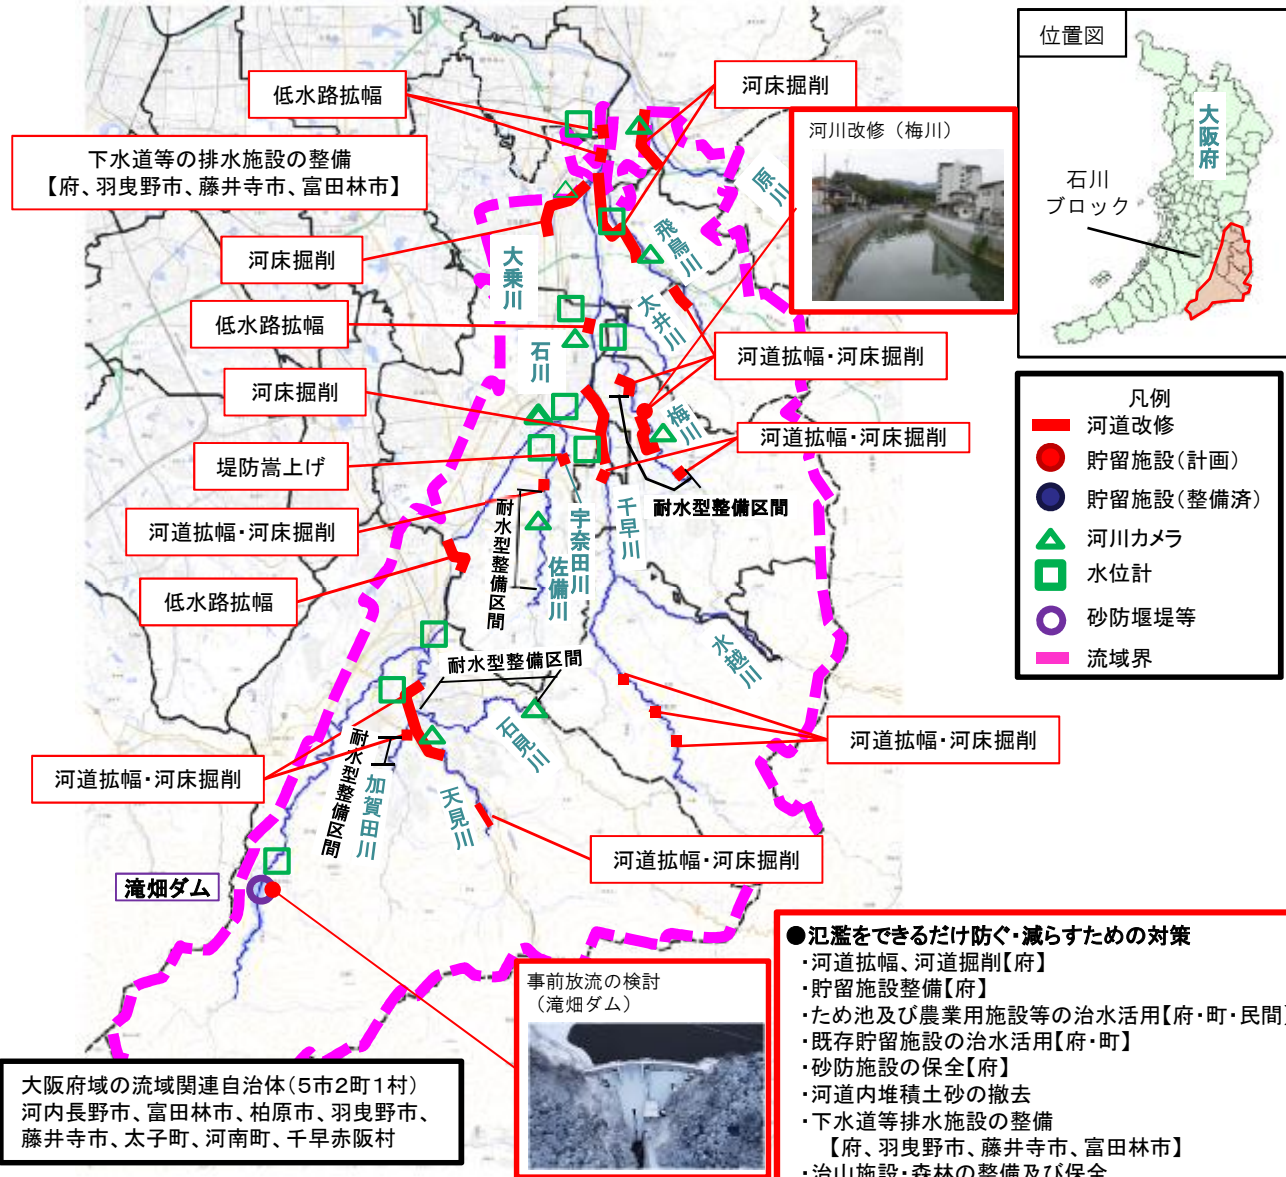 低水路拡幅
河床掘削
下水道等の排水施設の整備
【府、羽曳野市、藤井寺市、富田林市】
河川改修（梅川）
位置図
大阪府
石川
ブロック
原川
河床掘削
大乗川
飛鳥川
低水路拡幅
太井川
石川
河道拡幅・河床掘削
河床掘削
梅川
河道拡幅・河床掘削
堤防嵩上げ
耐水型整備区間
河道拡幅・河床掘削
耐水型整備区間
宇奈田川
佐備川
千早川
低水路拡幅
水越川
耐水型整備区間
石見川
河道拡幅・河床掘削
河道拡幅・河床掘削
耐水型整備区間
加賀田川
天見川
河道拡幅・河床掘削
滝畑ダム
凡例
河道改修
貯留施設（計画）
貯留施設（整備済）
河川カメラ
水位計
砂防堰堤等
流域界
事前放流の検討
（滝畑ダム）
●氾濫をできるだけ防ぐ・減らすための対策
・河道拡幅、河道掘削【府】
・貯留施設整備【府】
・ため池及び農業用施設等の治水活用【府・町・民間】
・既存貯留施設の治水活用【府・町】
・砂防施設の保全【府】
・河道内堆積土砂の撤去
・下水道等排水施設の整備
【府、羽曳野市、藤井寺市、富田林市】
・治山施設・森林の整備及び保全
大阪府域の流域関連自治体（5市2町1村）
河内長野市、富田林市、柏原市、羽曳野市、
藤井寺市、太子町、河南町、千早赤阪村